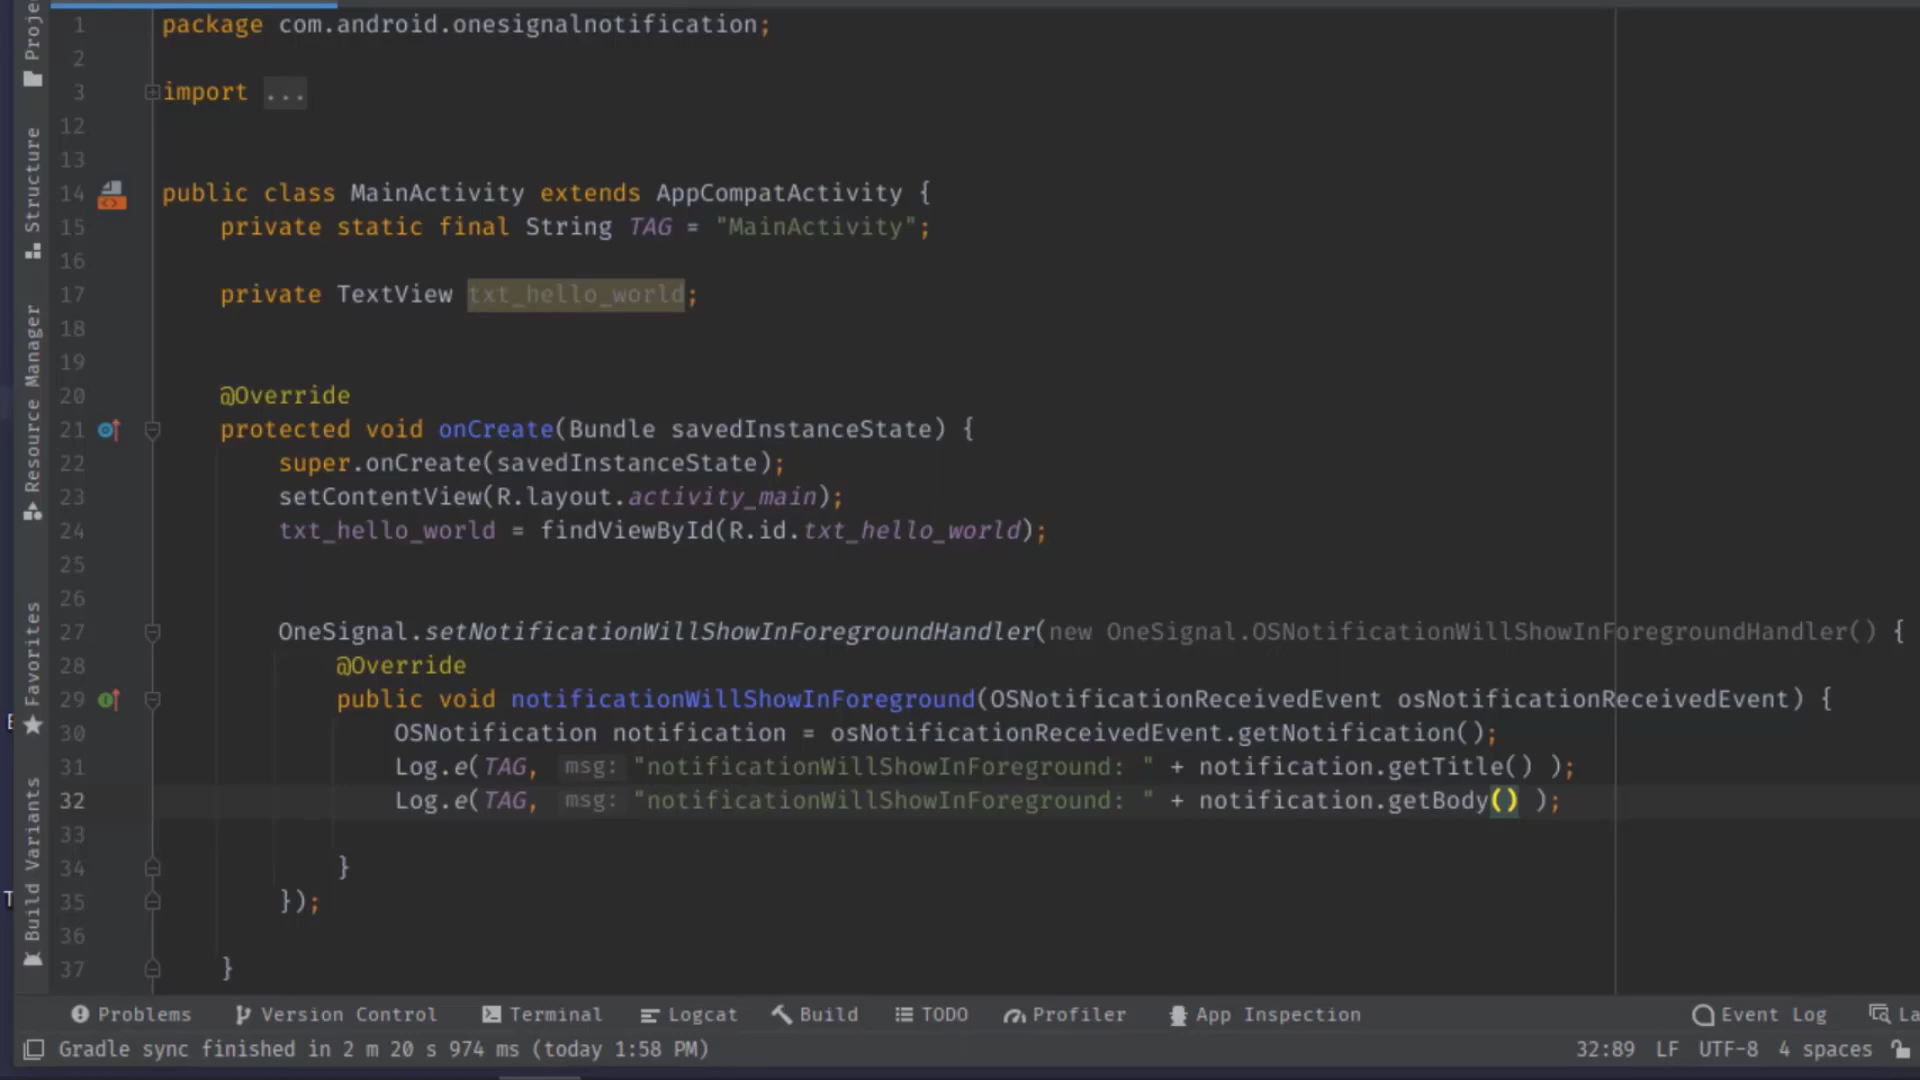 1 package com.android.onesignalnotification;
2
3 import ...
12
13
14 public class MainActivity extends AppCompatActivity {
15 private static final String TAG = "MainActivity";
16
17 private TextView txt_hello_world;
18
19
20 @Override
21 protected void onCreate(Bundle savedInstanceState) {
22 super.onCreate(savedInstanceState);
23 setContentView(R.layout.activity_main);
24 txt_hello_world = findViewById(R.id.txt_hello_world);
25
26
27 OneSignal.setNotificationWillShowInForegroundHandler(new OneSignal.OSNotificationWillShowInForegroundHandler() {
28 @Override
29 public void notificationWillShowInForeground(OSNotificationReceivedEvent osNotificationReceivedEvent) {
30 OSNotification notification = osNotificationReceivedEvent.getNotification();
31 Log.e(TAG, msg: "notificationWillShowInForeground: " + notification.getTitle() );
32 Log.e(TAG, msg: "notificationWillShowInForeground: " + notification.getBody() );
33
34 }
35 });
36
37 }
Structure
Resource Manager
Favorites
Build Variants
Problems Version Control Terminal Logcat Build TODO Profiler App Inspection Event Log
Gradle sync finished in 2 m 20 s 974 ms (today 1:58 PM) 32:89 LF UTF-8 4 spaces